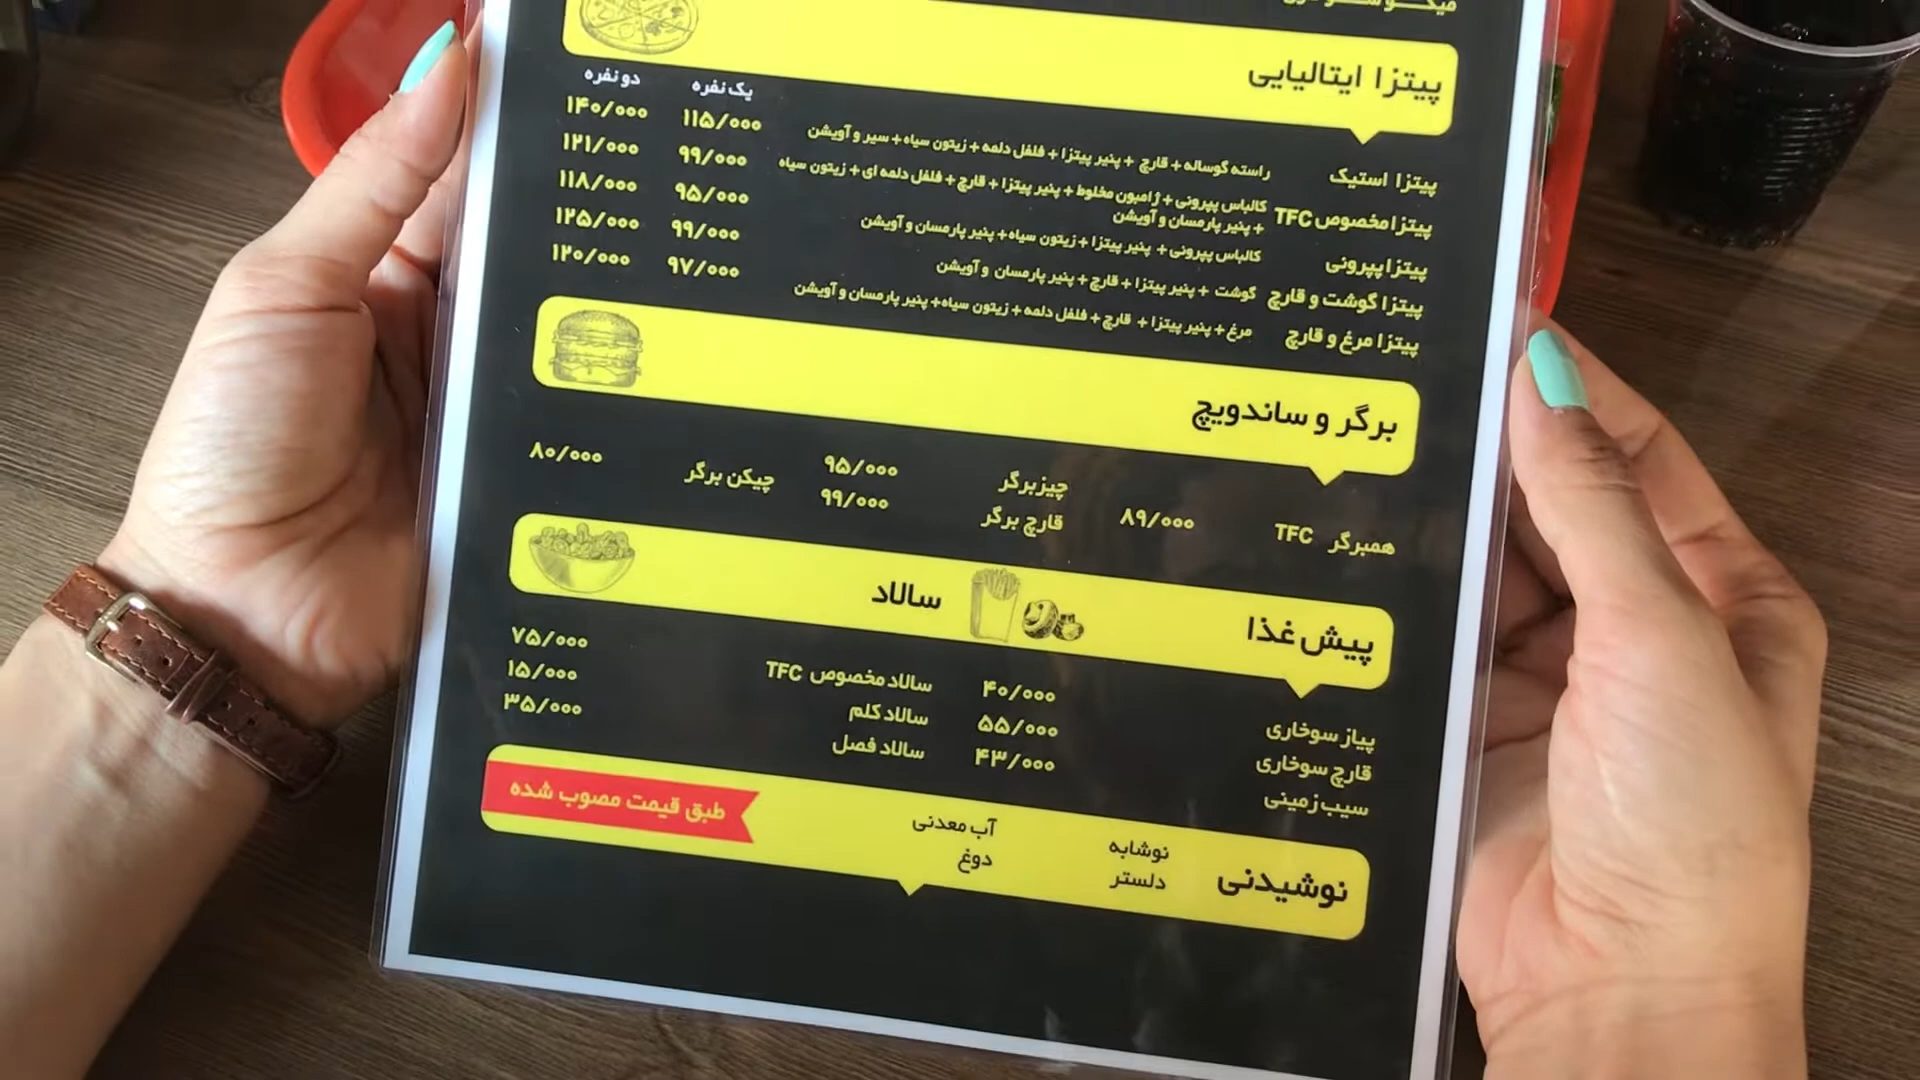 پیتزا ایتالیایی
یک نفره دو نفره
پیتزا استیک راسته گوساله + قارچ + پنیر پیتزا + فلفل دلمه + زیتون سیاه + سیر و آویشن ۱۱۵/۰۰۰ ۱۴۰/۰۰۰
پیتزا مخصوص TFC کالباس پپرونی + ژامبون مخلوط + پنیر پیتزا + قارچ + فلفل دلمه ای + زیتون سیاه ۹۹/۰۰۰ ۱۲۱/۰۰۰
+ پنیر پارمسان و آویشن
پیتزا پپرونی کالباس پپرونی + پنیر پیتزا + زیتون سیاه + پنیر پارمسان و آویشن ۹۵/۰۰۰ ۱۱۸/۰۰۰
پیتزا گوشت و قارچ گوشت + پنیر پیتزا + قارچ + پنیر پارمسان و آویشن ۹۹/۰۰۰ ۱۲۵/۰۰۰
پیتزا مرغ و قارچ مرغ + پنیر پیتزا + قارچ + فلفل دلمه + زیتون سیاه + پنیر پارمسان و آویشن ۹۷/۰۰۰ ۱۲۰/۰۰۰
برگر و ساندویچ
همبرگر TFC ۸۹/۰۰۰ چیزبرگر ۹۵/۰۰۰ چیکن برگر ۸۰/۰۰۰
قارچ برگر ۹۹/۰۰۰
پیش غذا سالاد
پیاز سوخاری ۴۰/۰۰۰ سالاد مخصوص TFC ۷۵/۰۰۰
قارچ سوخاری ۵۵/۰۰۰ سالاد کلم ۱۵/۰۰۰
سیب زمینی ۴۳/۰۰۰ سالاد فصل ۳۵/۰۰۰
نوشیدنی نوشابه آب معدنی طبق قیمت مصوب شده
دلستر دوغ